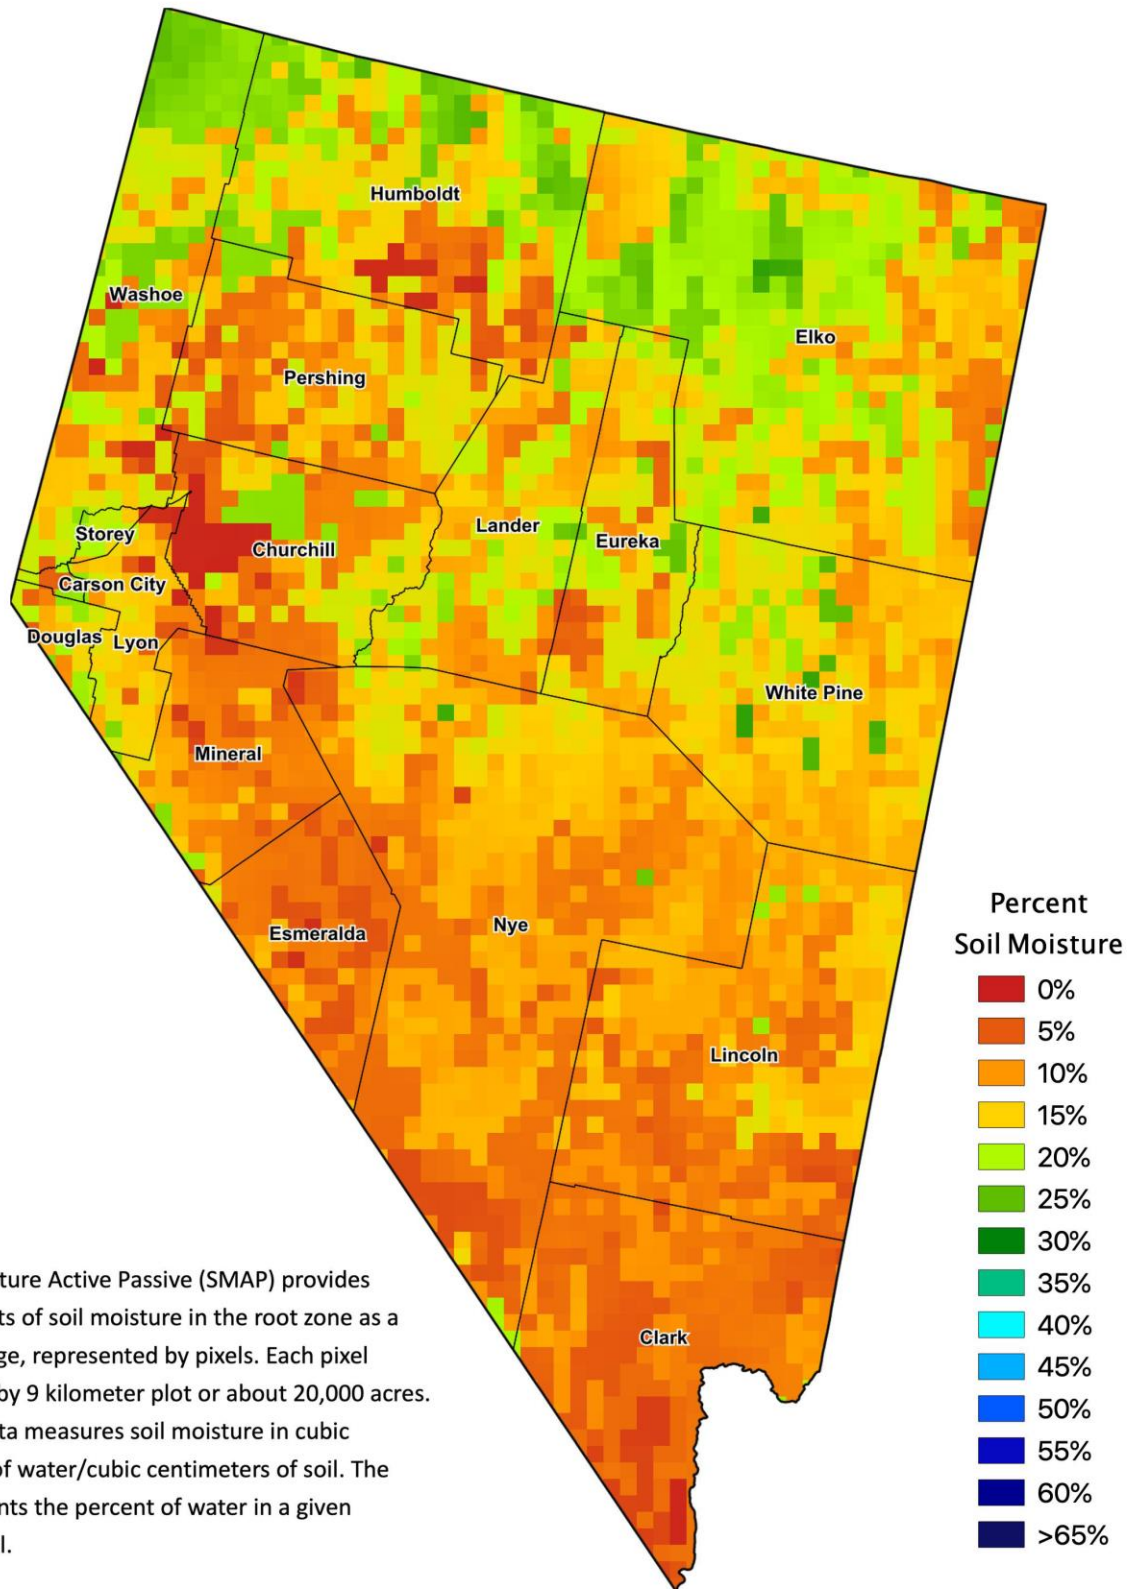 Humboldt
Washoe
Elko
Pershing
Storey
Churchill
Lander
Eureka
Carson City
Douglas
Lyon
White Pine
Mineral
Esmeralda
Nye
Lincoln
Clark
Percent
Soil Moisture
0%
5%
10%
15%
20%
25%
30%
35%
40%
45%
50%
55%
60%
>65%
ture Active Passive (SMAP) provides
ts of soil moisture in the root zone as a
ge, represented by pixels. Each pixel
by 9 kilometer plot or about 20,000 acres.
ta measures soil moisture in cubic
of water/cubic centimeters of soil. The
nts the percent of water in a given
l.